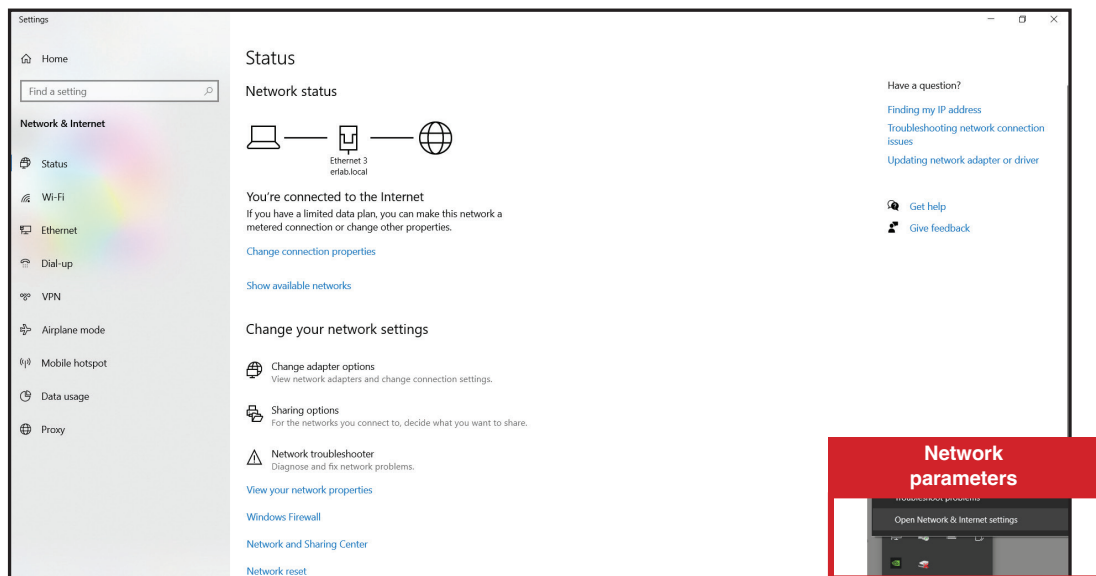 Settings
Home
Find a setting
Network & Internet
Status
Wi-Fi
Ethernet
Dial-up
VPN
Airplane mode
Mobile hotspot
Data usage
Proxy
Status
Network status
Ethernet 3
erlab.local
You're connected to the Internet
If you have a limited data plan, you can make this network a
metered connection or change other properties.
Change connection properties
Show available networks
Change your network settings
Change adapter options
View network adapters and change connection settings.
Sharing options
For the networks you connect to, decide what you want to share.
Network troubleshooter
Diagnose and fix network problems.
View your network properties
Windows Firewall
Network and Sharing Center
Network reset
Have a question?
Finding my IP address
Troubleshooting network connection
issues
Updating network adapter or driver
Get help
Give feedback
Network
parameters
Troubleshoot problems
Open Network & Internet settings